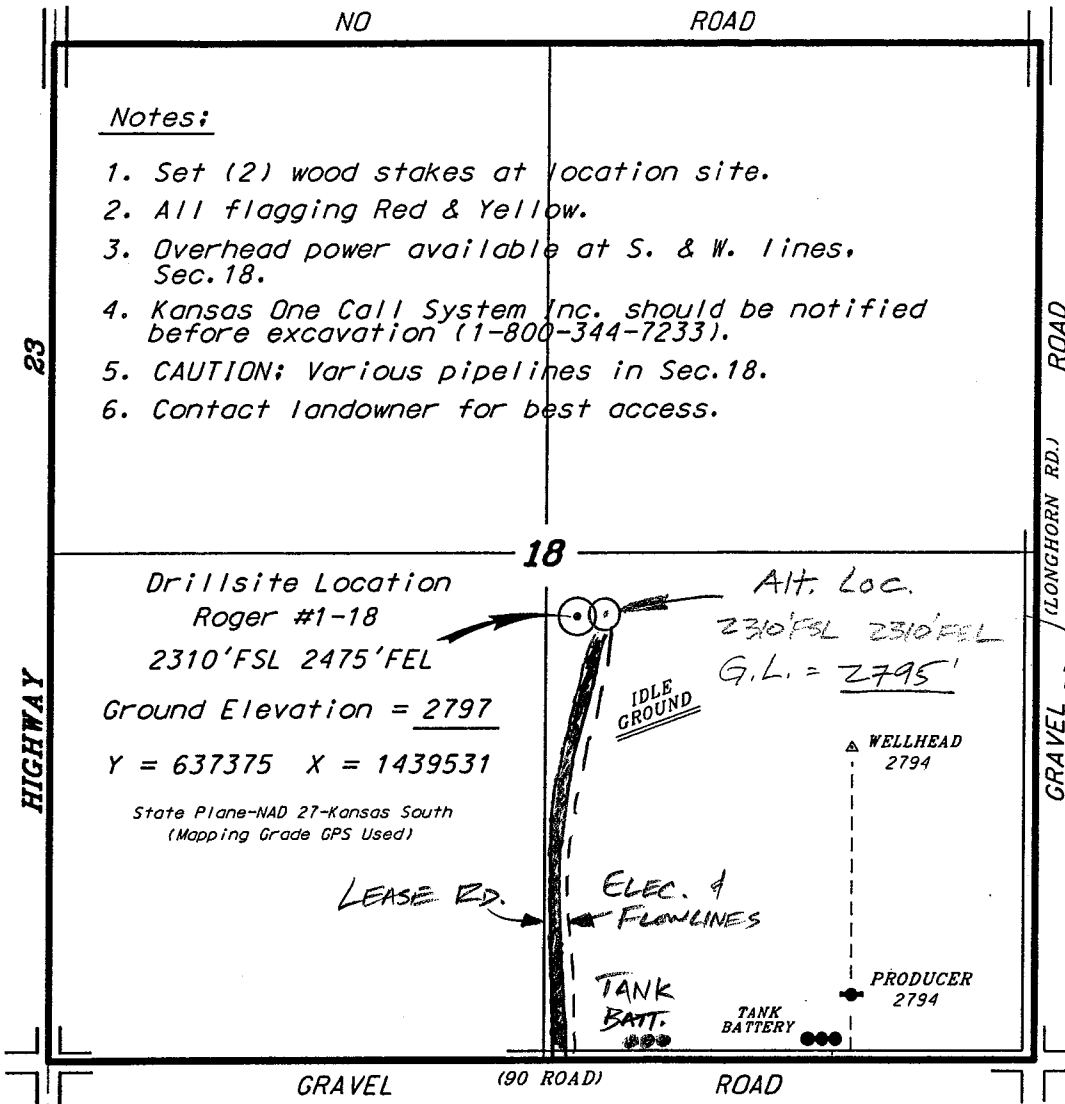 NO ROAD
Notes:
1. Set (2) wood stakes at location site.
2. All flagging Red & Yellow.
3. Overhead power available at S. & W. lines,
Sec. 18.
4. Kansas One Call System Inc. should be notified
before excavation (1-800-344-7233).
5. CAUTION: Various pipelines in Sec. 18.
6. Contact landowner for best access.
23
HIGHWAY
ROAD
(LONGHORN RD.)
GRAVEL
18
Drillsite Location
Roger #1-18
2310'FSL 2475'FEL
Ground Elevation = 2797
Y = 637375 X = 1439531
State Plane-NAD 27-Kansas South
(Mapping Grade GPS Used)
Alt. Loc.
2310'FSL 2310'FEL
G.L. = 2795'
IDLE
GROUND
WELLHEAD
2794
LEASE RD.
ELEC. &
FLOWLINES
TANK
BATT.
TANK
BATTERY
PRODUCER
2794
GRAVEL (90 ROAD) ROAD